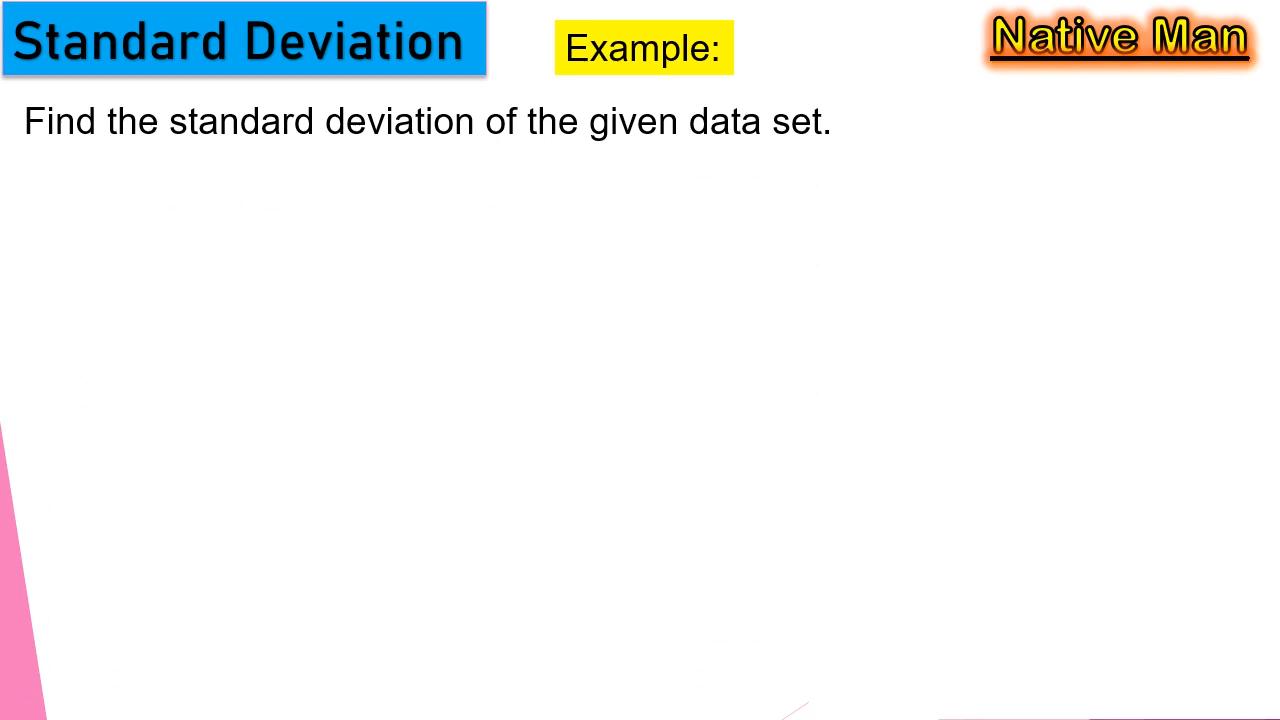 Standard Deviation
Example:
Native Man
Find the standard deviation of the given data set.